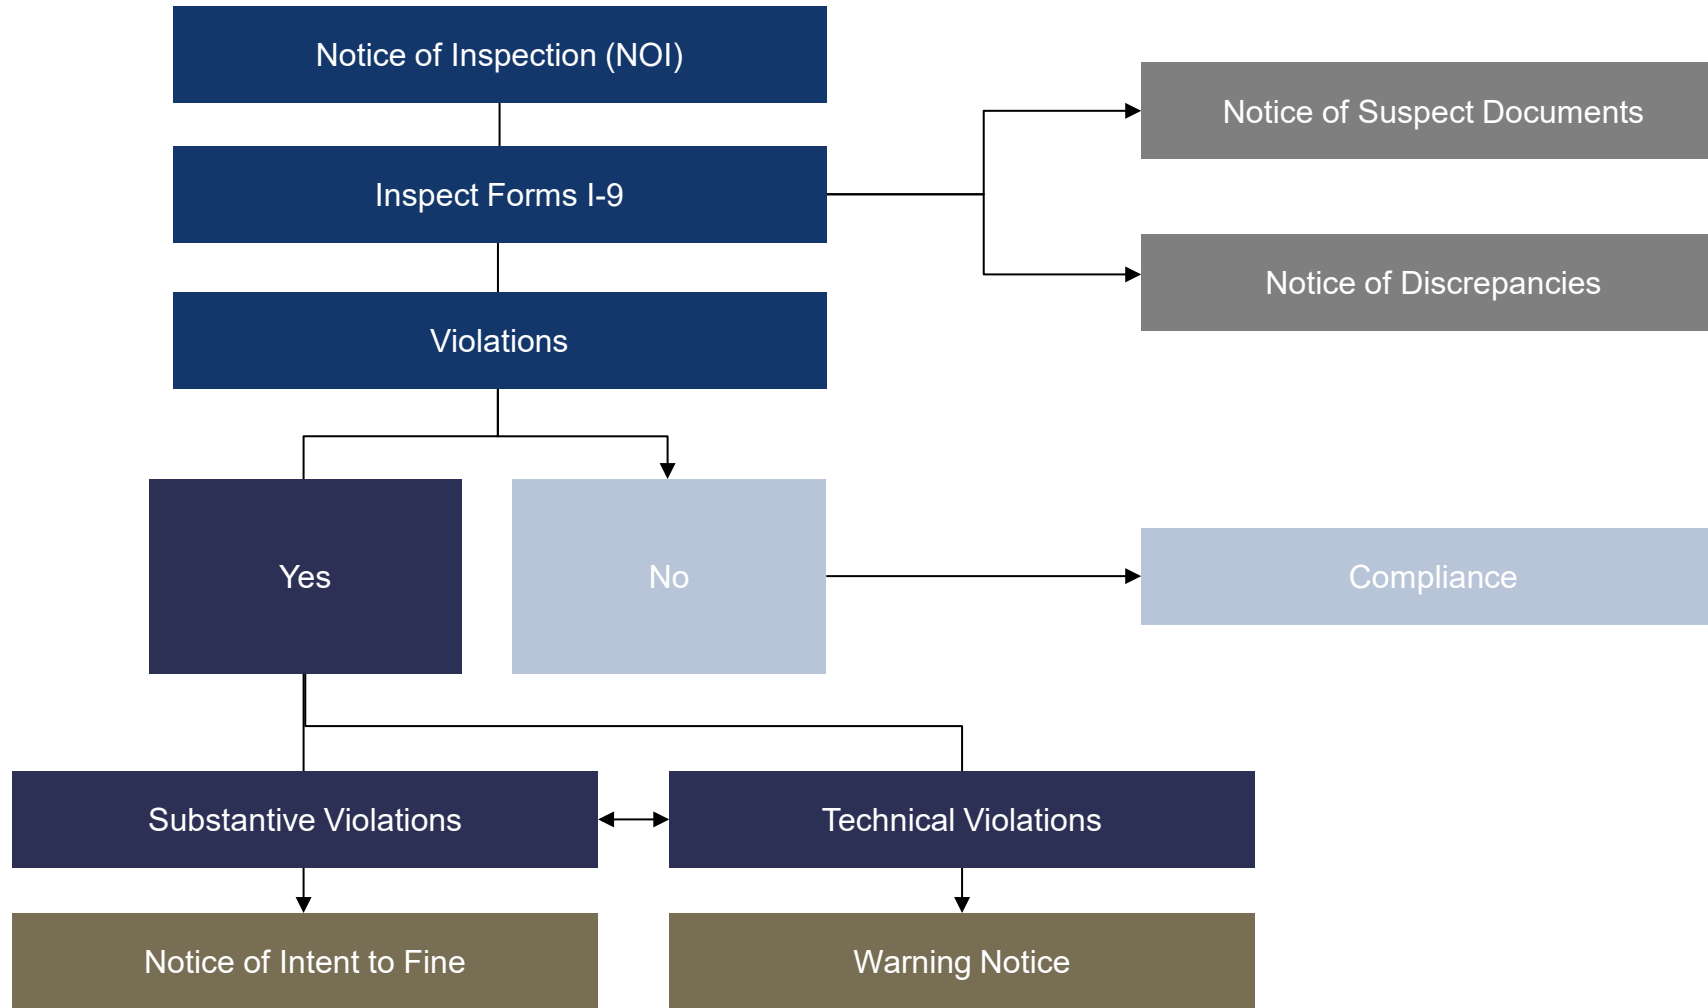 Notice of Inspection (NOI)
Notice of Suspect Documents
Inspect Forms I-9
Notice of Discrepancies
Violations
Yes
No
Compliance
Substantive Violations
Technical Violations
Notice of Intent to Fine
Warning Notice